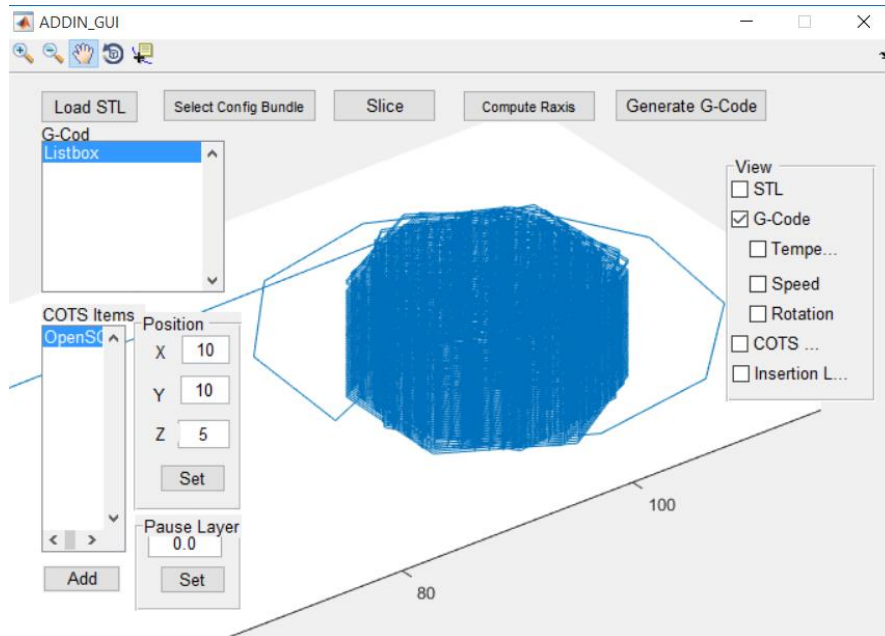 ADDIN_GUI
Load STL
Select Config Bundle
Slice
Compute Raxis
Generate G-Code
G-Cod
Listbox
View
STL
G-Code
Tempe...
Speed
Rotation
COTS ...
Insertion L...
COTS Items
OpenSC
Position
X 10
Y 10
Z 5
Set
Pause Layer
0.0
Set
Add
100
80